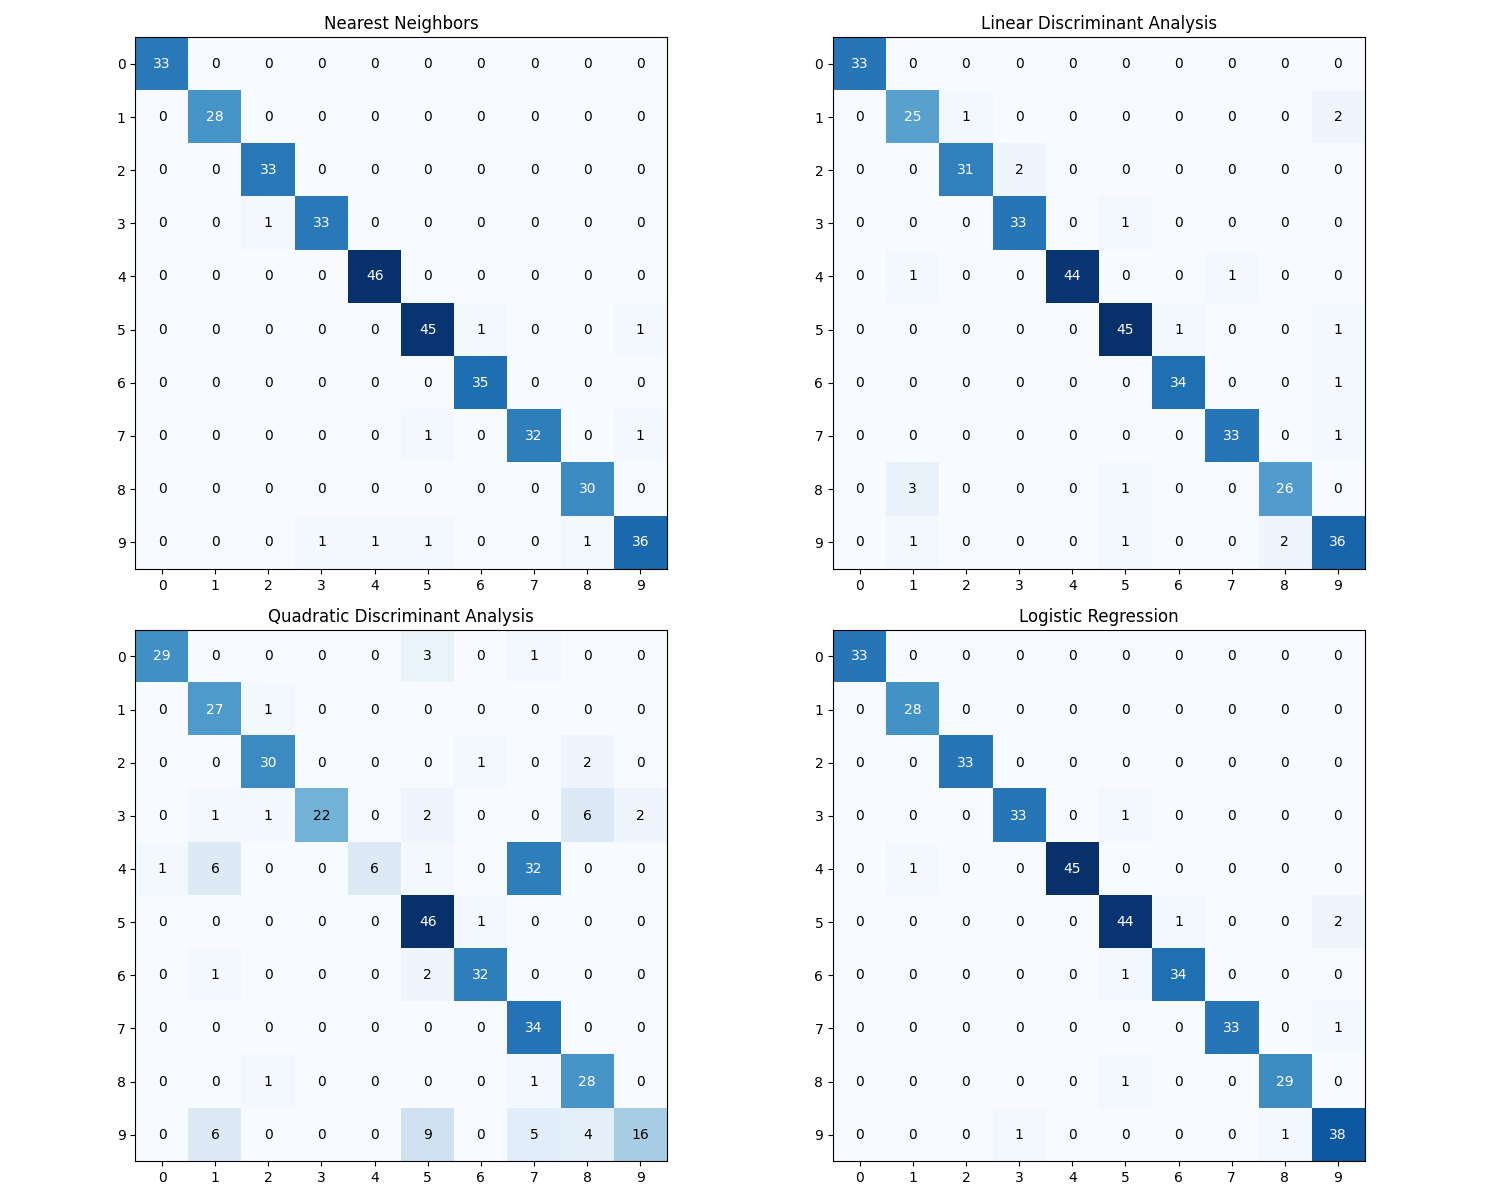 Nearest Neighbors
0 33 0 0 0 0 0 0 0 0 0
1 0 28 0 0 0 0 0 0 0 0
2 0 0 33 0 0 0 0 0 0 0
3 0 0 1 33 0 0 0 0 0 0
4 0 0 0 0 46 0 0 0 0 0
5 0 0 0 0 0 45 1 0 0 1
6 0 0 0 0 0 0 35 0 0 0
7 0 0 0 0 0 1 0 32 0 1
8 0 0 0 0 0 0 0 0 30 0
9 0 0 0 1 1 1 0 0 1 36
0 1 2 3 4 5 6 7 8 9
Linear Discriminant Analysis
0 33 0 0 0 0 0 0 0 0 0
1 0 25 1 0 0 0 0 0 0 2
2 0 0 31 2 0 0 0 0 0 0
3 0 0 0 33 0 1 0 0 0 0
4 0 1 0 0 44 0 0 1 0 0
5 0 0 0 0 0 45 1 0 0 1
6 0 0 0 0 0 0 34 0 0 1
7 0 0 0 0 0 0 0 33 0 1
8 0 3 0 0 0 1 0 0 26 0
9 0 1 0 0 0 1 0 0 2 36
0 1 2 3 4 5 6 7 8 9
Quadratic Discriminant Analysis
0 29 0 0 0 0 3 0 1 0 0
1 0 27 1 0 0 0 0 0 0 0
2 0 0 30 0 0 0 1 0 2 0
3 0 1 1 22 0 2 0 0 6 2
4 1 6 0 0 6 1 0 32 0 0
5 0 0 0 0 0 46 1 0 0 0
6 0 1 0 0 0 2 32 0 0 0
7 0 0 0 0 0 0 0 34 0 0
8 0 0 1 0 0 0 0 1 28 0
9 0 6 0 0 0 9 0 5 4 16
0 1 2 3 4 5 6 7 8 9
Logistic Regression
0 33 0 0 0 0 0 0 0 0 0
1 0 28 0 0 0 0 0 0 0 0
2 0 0 33 0 0 0 0 0 0 0
3 0 0 0 33 0 1 0 0 0 0
4 0 1 0 0 45 0 0 0 0 0
5 0 0 0 0 0 44 1 0 0 2
6 0 0 0 0 0 1 34 0 0 0
7 0 0 0 0 0 0 0 33 0 1
8 0 0 0 0 0 1 0 0 29 0
9 0 0 0 1 0 0 0 0 1 38
0 1 2 3 4 5 6 7 8 9